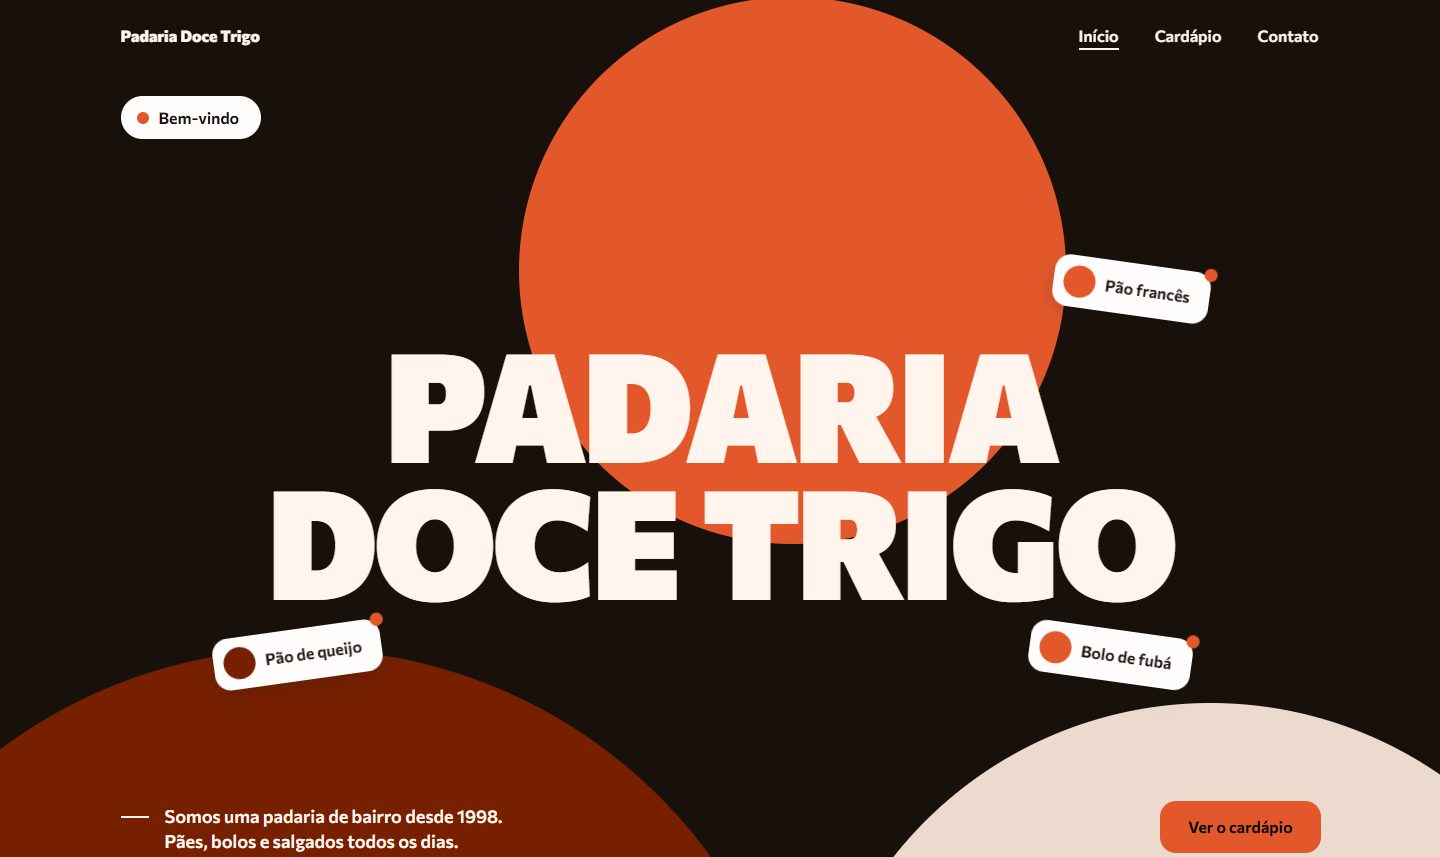 Padaria Doce Trigo
Início
Cardápio
Contato
Bem-vindo
Pão francês
PADARIA
DOCE TRIGO
Pão de queijo
Bolo de fubá
Somos uma padaria de bairro desde 1998.
Pães, bolos e salgados todos os dias.
Ver o cardápio